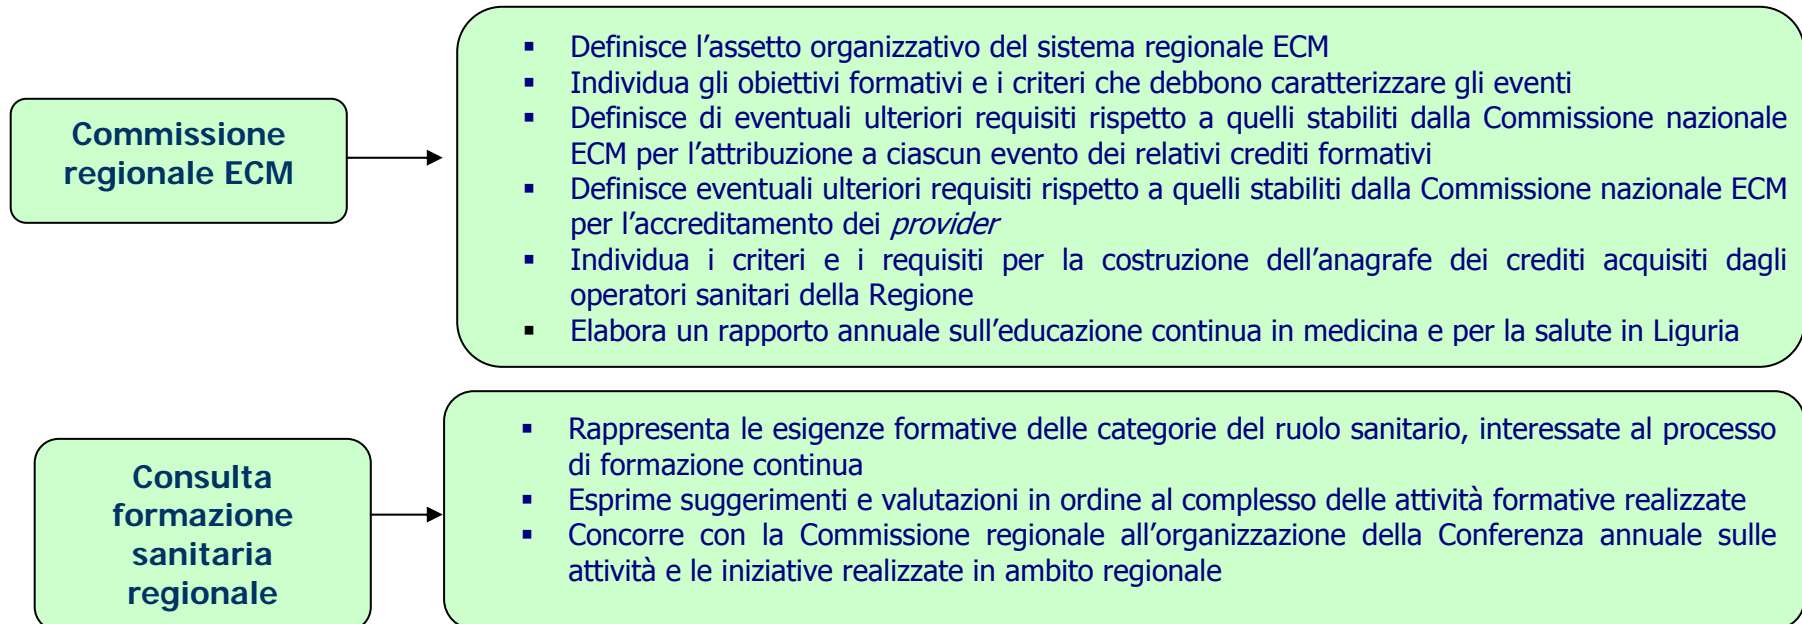 Commissione
regionale ECM
▪ Definisce l’assetto organizzativo del sistema regionale ECM
▪ Individua gli obiettivi formativi e i criteri che debbono caratterizzare gli eventi
▪ Definisce di eventuali ulteriori requisiti rispetto a quelli stabiliti dalla Commissione nazionale
ECM per l’attribuzione a ciascun evento dei relativi crediti formativi
▪ Definisce eventuali ulteriori requisiti rispetto a quelli stabiliti dalla Commissione nazionale ECM
per l’accreditamento dei provider
▪ Individua i criteri e i requisiti per la costruzione dell’anagrafe dei crediti acquisiti dagli
operatori sanitari della Regione
▪ Elabora un rapporto annuale sull’educazione continua in medicina e per la salute in Liguria
Consulta
formazione
sanitaria
regionale
▪ Rappresenta le esigenze formative delle categorie del ruolo sanitario, interessate al processo
di formazione continua
▪ Esprime suggerimenti e valutazioni in ordine al complesso delle attività formative realizzate
▪ Concorre con la Commissione regionale all’organizzazione della Conferenza annuale sulle
attività e le iniziative realizzate in ambito regionale